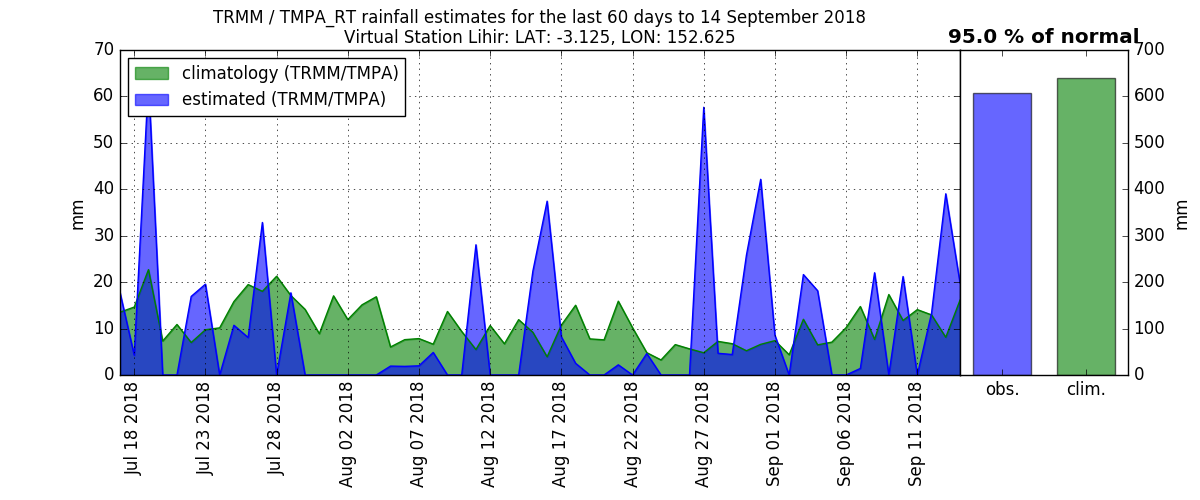 TRMM / TMPA_RT rainfall estimates for the last 60 days to 14 September 2018
Virtual Station Lihir: LAT: -3.125, LON: 152.625
95.0 % of normal
climatology (TRMM/TMPA)
estimated (TRMM/TMPA)
70
60
50
40
30
20
10
0
mm
Jul 18 2018
Jul 23 2018
Jul 28 2018
Aug 02 2018
Aug 07 2018
Aug 12 2018
Aug 17 2018
Aug 22 2018
Aug 27 2018
Sep 01 2018
Sep 06 2018
Sep 11 2018
obs.
clim.
700
600
500
400
300
200
100
0
mm